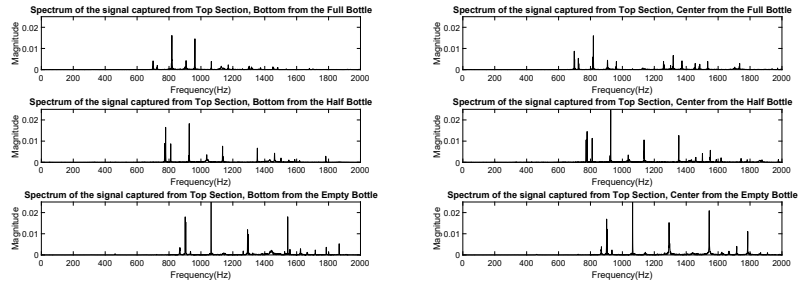 Spectrum of the signal captured from Top Section, Bottom from the Full Bottle
Magnitude
0.02
0.01
0
0 200 400 600 800 1000 1200 1400 1600 1800 2000
Frequency(Hz)
Spectrum of the signal captured from Top Section, Bottom from the Half Bottle
Magnitude
0.02
0.01
0
0 200 400 600 800 1000 1200 1400 1600 1800 2000
Frequency(Hz)
Spectrum of the signal captured from Top Section, Bottom from the Empty Bottle
Magnitude
0.02
0.01
0
0 200 400 600 800 1000 1200 1400 1600 1800 2000
Frequency(Hz)
Spectrum of the signal captured from Top Section, Center from the Full Bottle
Magnitude
0.02
0.01
0
0 200 400 600 800 1000 1200 1400 1600 1800 2000
Frequency(Hz)
Spectrum of the signal captured from Top Section, Center from the Half Bottle
Magnitude
0.02
0.01
0
0 200 400 600 800 1000 1200 1400 1600 1800 2000
Frequency(Hz)
Spectrum of the signal captured from Top Section, Center from the Empty Bottle
Magnitude
0.02
0.01
0
0 200 400 600 800 1000 1200 1400 1600 1800 2000
Frequency(Hz)